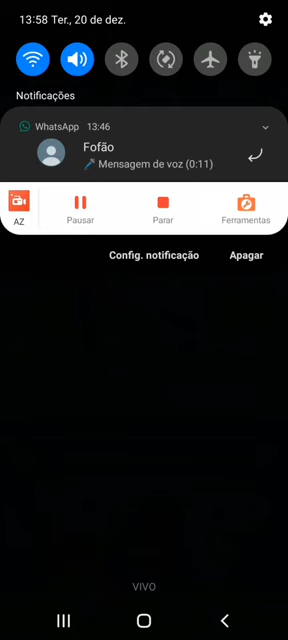 13:58 Ter., 20 de dez.
Notificações
WhatsApp 13:46
Fofão
Mensagem de voz (0:11)
AZ
Pausar
Parar
Ferramentas
Config. notificação
Apagar
VIVO